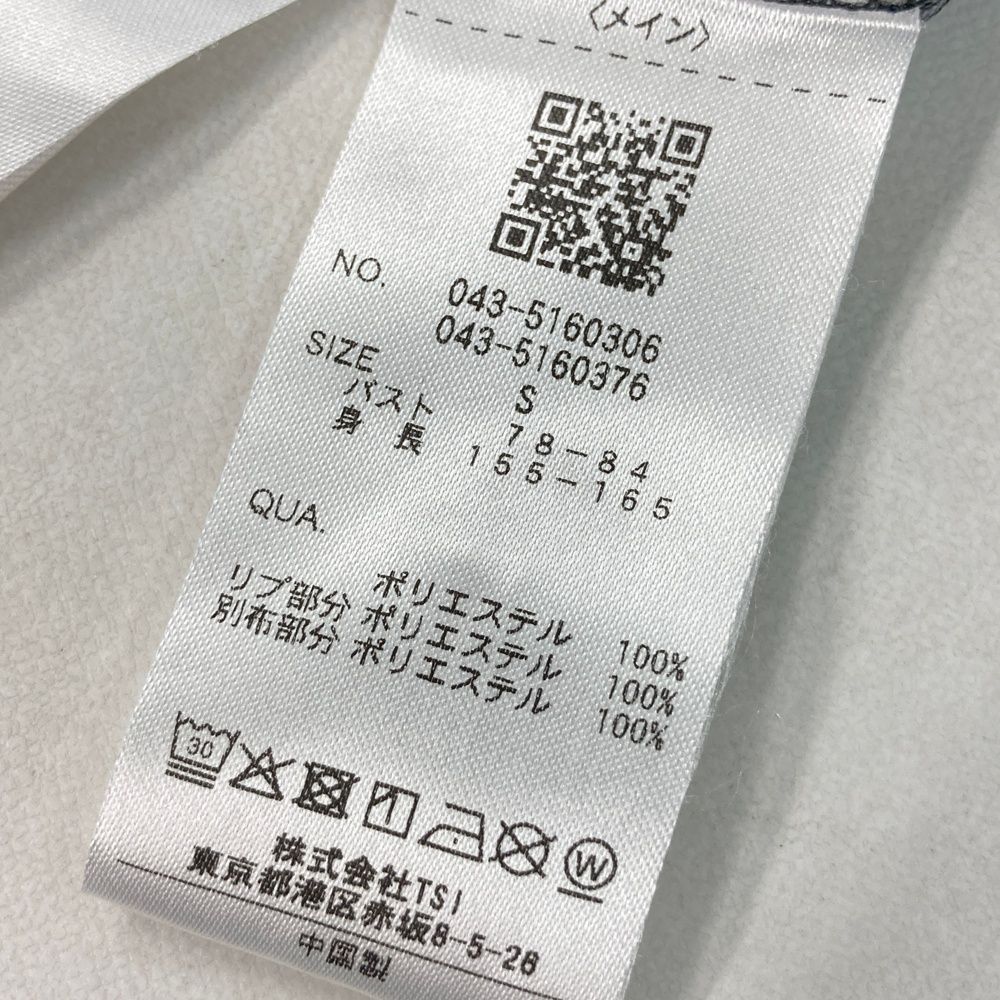 〈メイン〉
NO. 043-5160306
043-5160376
SIZE S
バスト 78-84
身長 155-165
QUA.
ポリエステル 100%
リブ部分 ポリエステル 100%
別布部分 ポリエステル 100%
30
W
株式会社TSI
東京都港区赤坂8-5-28
中国製